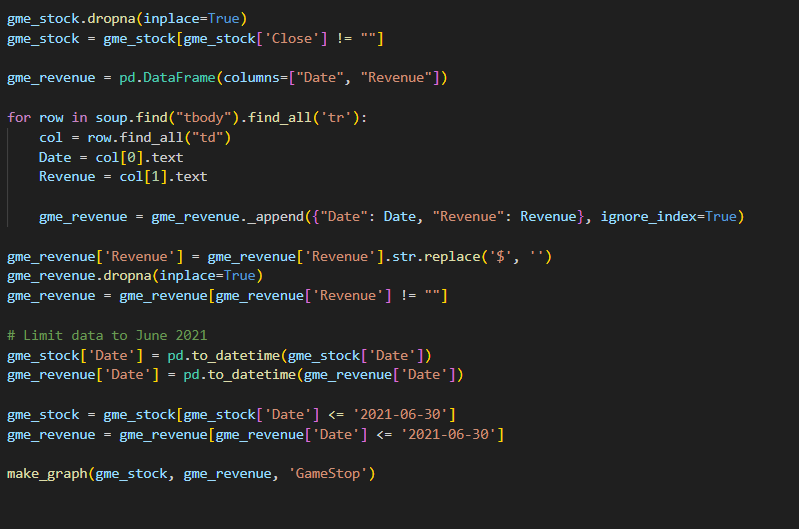 gme_stock.dropna(inplace=True)
gme_stock = gme_stock[gme_stock['Close'] != ""]
gme_revenue = pd.DataFrame(columns=["Date", "Revenue"])
for row in soup.find("tbody").find_all('tr'):
    col = row.find_all("td")
    Date = col[0].text
    Revenue = col[1].text
    gme_revenue = gme_revenue._append({"Date": Date, "Revenue": Revenue}, ignore_index=True)
gme_revenue['Revenue'] = gme_revenue['Revenue'].str.replace('$', '')
gme_revenue.dropna(inplace=True)
gme_revenue = gme_revenue[gme_revenue['Revenue'] != ""]
# Limit data to June 2021
gme_stock['Date'] = pd.to_datetime(gme_stock['Date'])
gme_revenue['Date'] = pd.to_datetime(gme_revenue['Date'])
gme_stock = gme_stock[gme_stock['Date'] <= '2021-06-30']
gme_revenue = gme_revenue[gme_revenue['Date'] <= '2021-06-30']
make_graph(gme_stock, gme_revenue, 'GameStop')